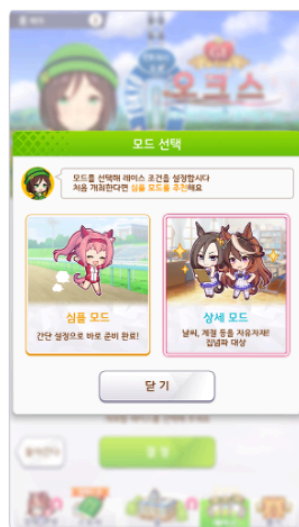 오크스
모드 선택
모드를 선택해 레이스 조건을 설정합시다
처음 개최한다면 심플 모드를 추천해요
심플 모드
간단 설정으로 바로 준비 완료!
상세 모드
날씨, 계절 등을 자유자재!
집념파 대상
닫기